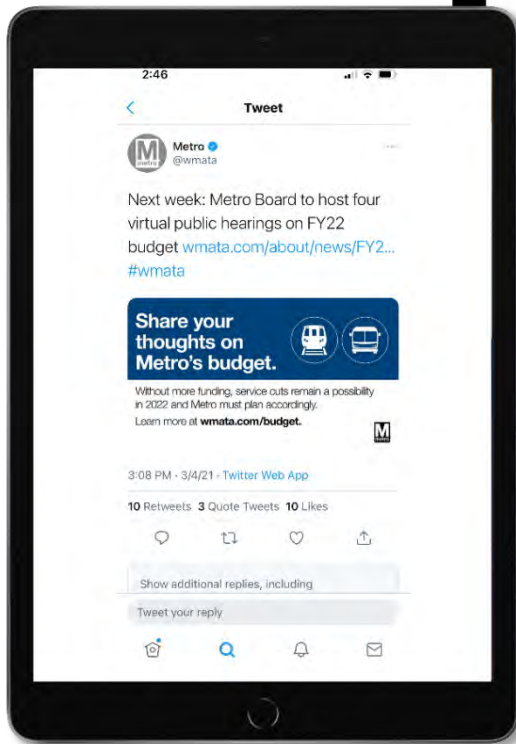 2:46
Tweet
Metro
@wmata
Next week: Metro Board to host four
virtual public hearings on FY22
budget wmata.com/about/news/FY2...
#wmata
Share your
thoughts on
Metro's budget.
Without more funding, service cuts remain a possibility
in 2022 and Metro must plan accordingly.
Learn more at wmata.com/budget.
M
3:08 PM · 3/4/21 · Twitter Web App
10 Retweets 3 Quote Tweets 10 Likes
Show additional replies, including
Tweet your reply